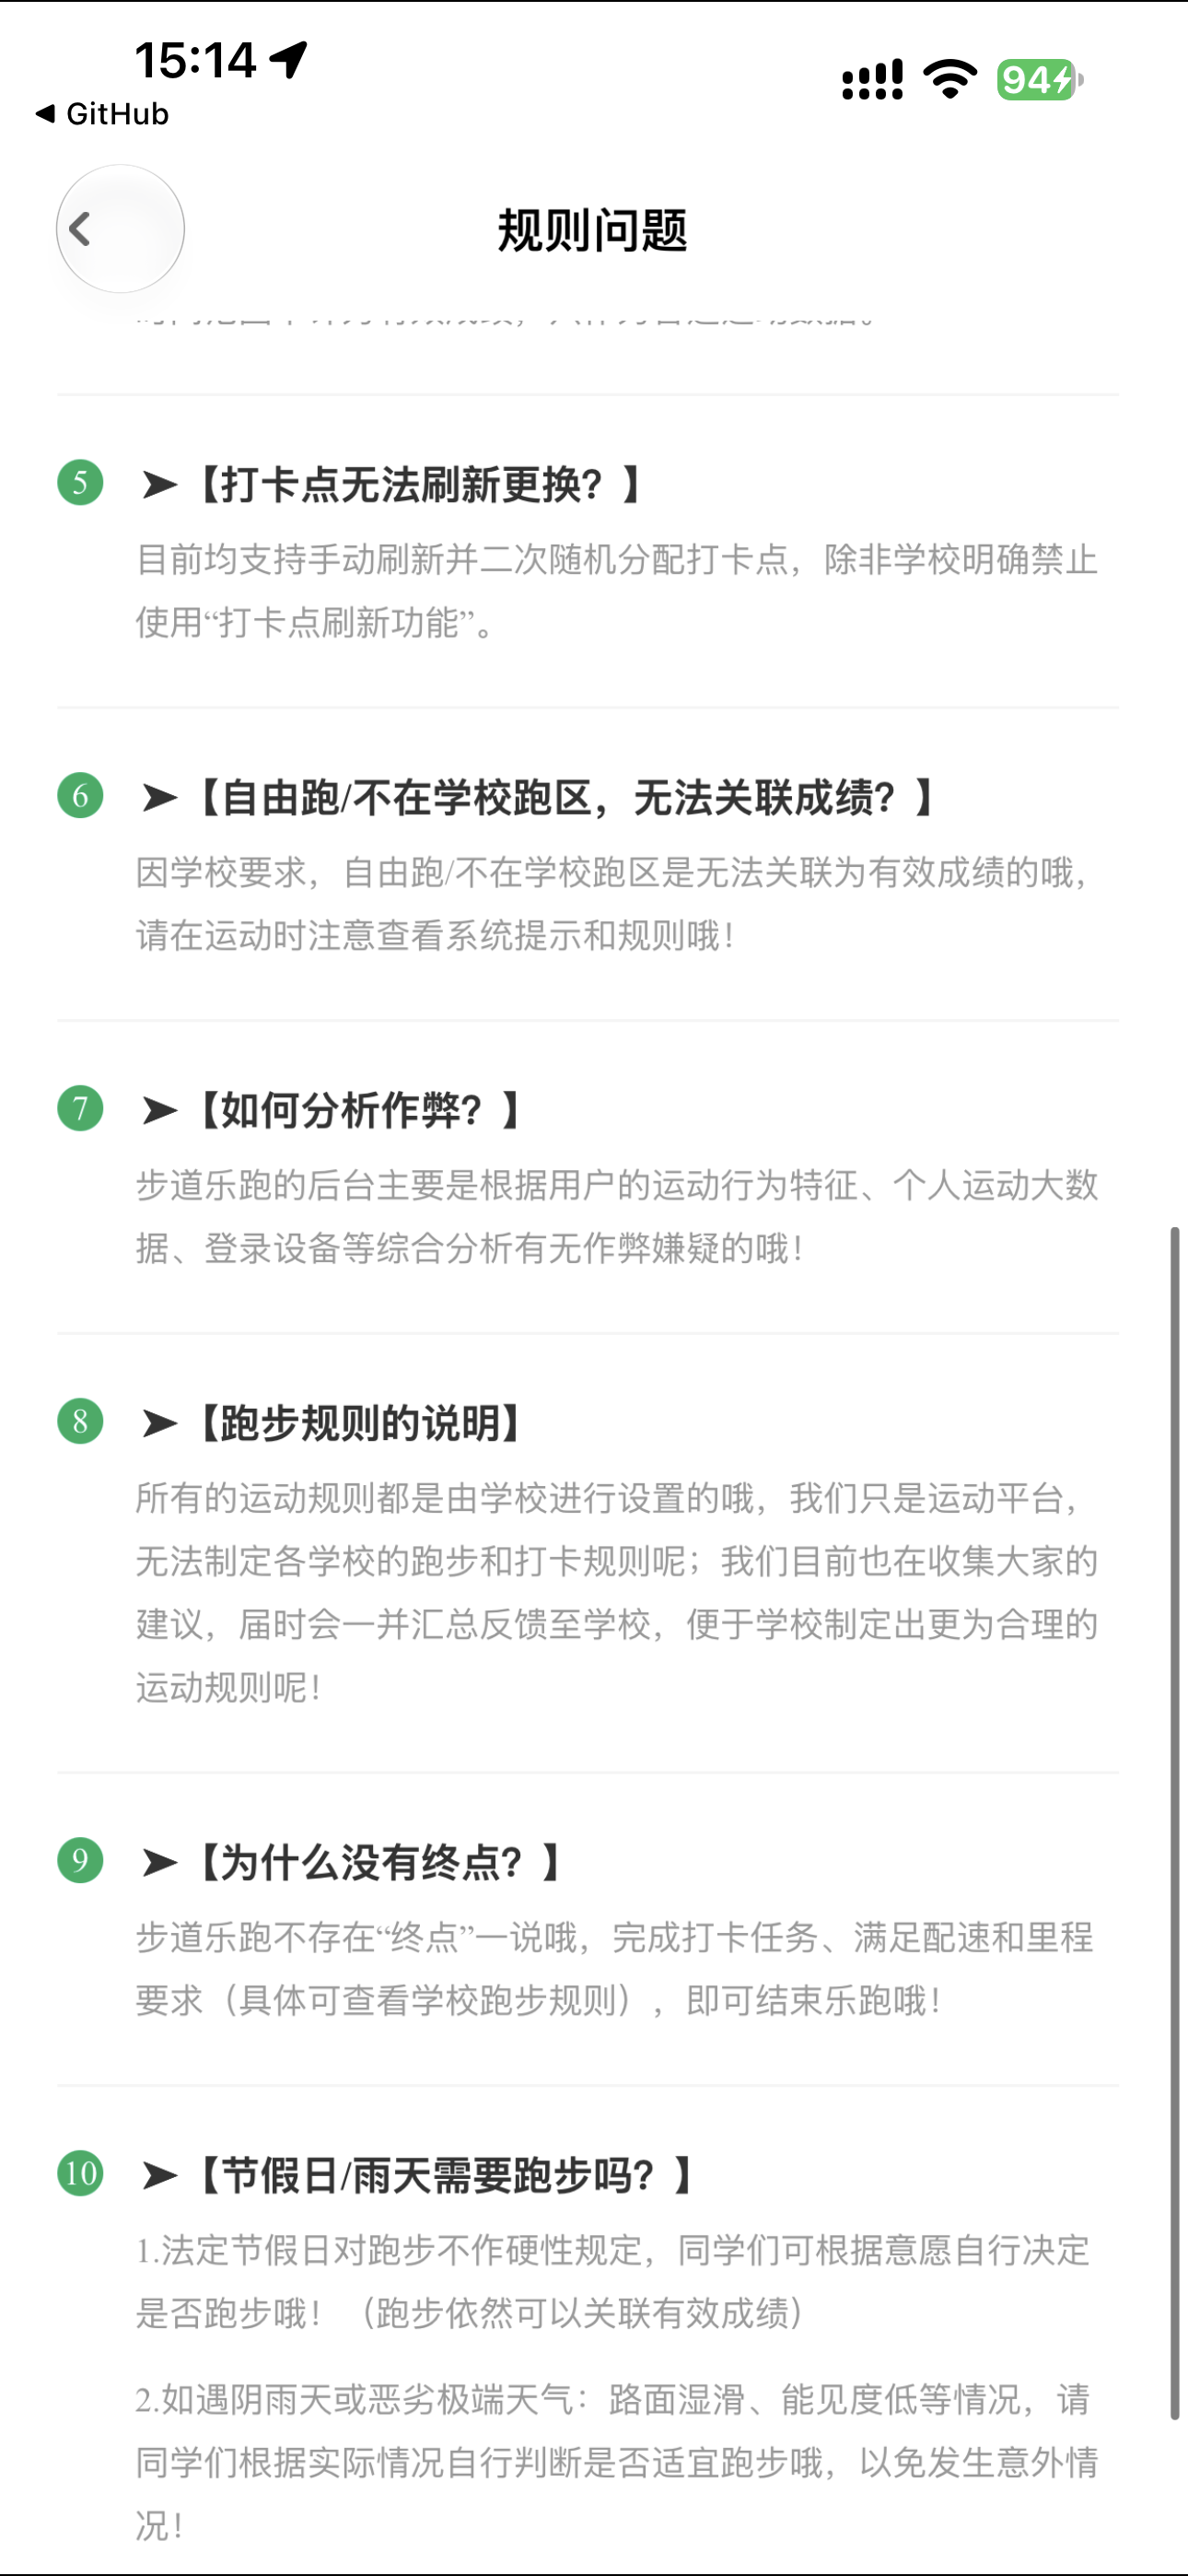 15:14
94
◀ GitHub
规则问题
5
➤【打卡点无法刷新更换？】
目前均支持手动刷新并二次随机分配打卡点，除非学校明确禁止
使用“打卡点刷新功能”。
6
➤【自由跑/不在学校跑区，无法关联成绩？】
因学校要求，自由跑/不在学校跑区是无法关联为有效成绩的哦，
请在运动时注意查看系统提示和规则哦！
7
➤【如何分析作弊？】
步道乐跑的后台主要是根据用户的运动行为特征、个人运动大数
据、登录设备等综合分析有无作弊嫌疑的哦！
8
➤【跑步规则的说明】
所有的运动规则都是由学校进行设置的哦，我们只是运动平台，
无法制定各学校的跑步和打卡规则呢；我们目前也在收集大家的
建议，届时会一并汇总反馈至学校，便于学校制定出更为合理的
运动规则呢！
9
➤【为什么没有终点？】
步道乐跑不存在“终点”一说哦，完成打卡任务、满足配速和里程
要求（具体可查看学校跑步规则），即可结束乐跑哦！
10
➤【节假日/雨天需要跑步吗？】
1.法定节假日对跑步不作硬性规定，同学们可根据意愿自行决定
是否跑步哦！（跑步依然可以关联有效成绩）
2.如遇阴雨天或恶劣极端天气：路面湿滑、能见度低等情况，请
同学们根据实际情况自行判断是否适宜跑步哦，以免发生意外情
况！